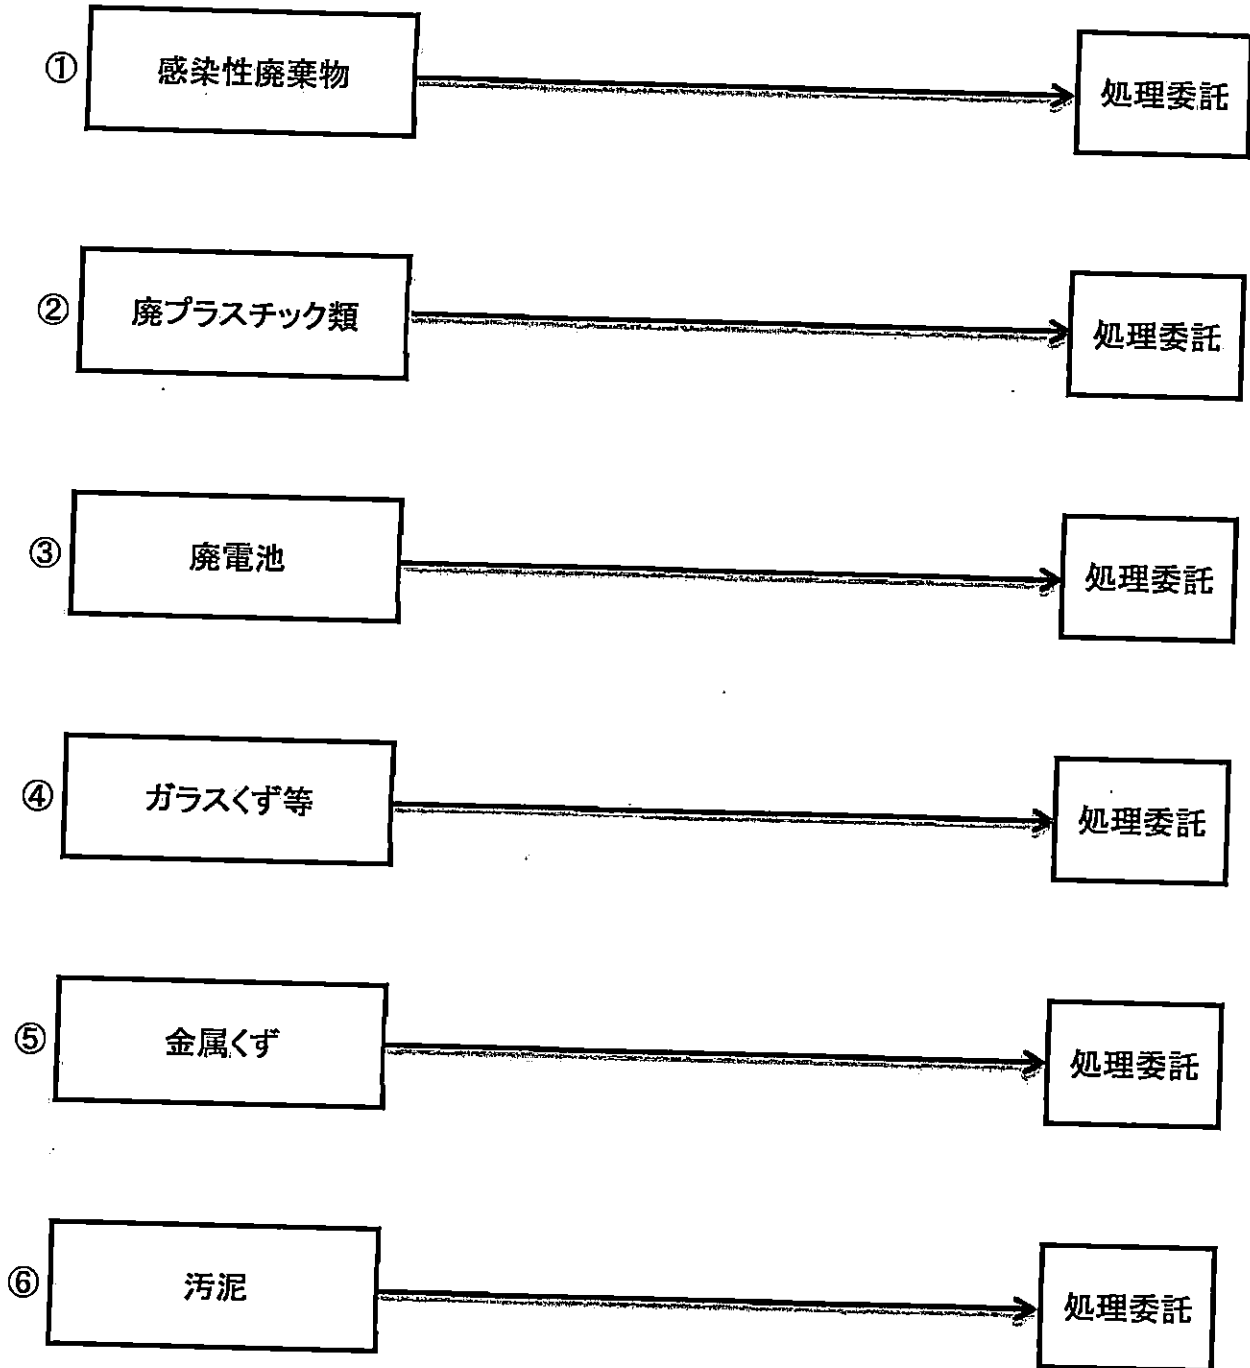 ① 感染性廃棄物 処理委託
② 廃プラスチック類 処理委託
③ 廃電池 処理委託
④ ガラスくず等 処理委託
⑤ 金属くず 処理委託
⑥ 汚泥 処理委託